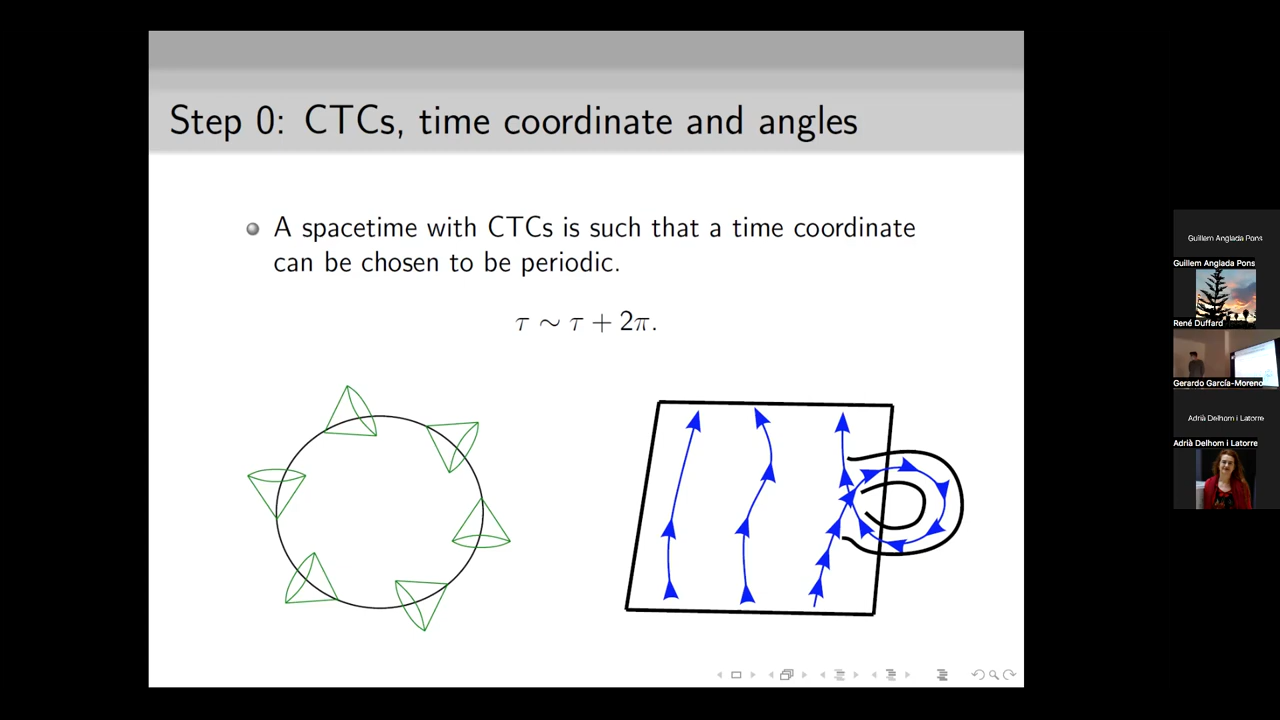 Step 0: CTCs, time coordinate and angles
A spacetime with CTCs is such that a time coordinate
can be chosen to be periodic.
τ ∼ τ + 2π.
Guillem Anglada Pons
Guillem Anglada Pons
René Duffard
Gerardo García-Moreno
Adrià Delhom i Latorre
Adrià Delhom i Latorre